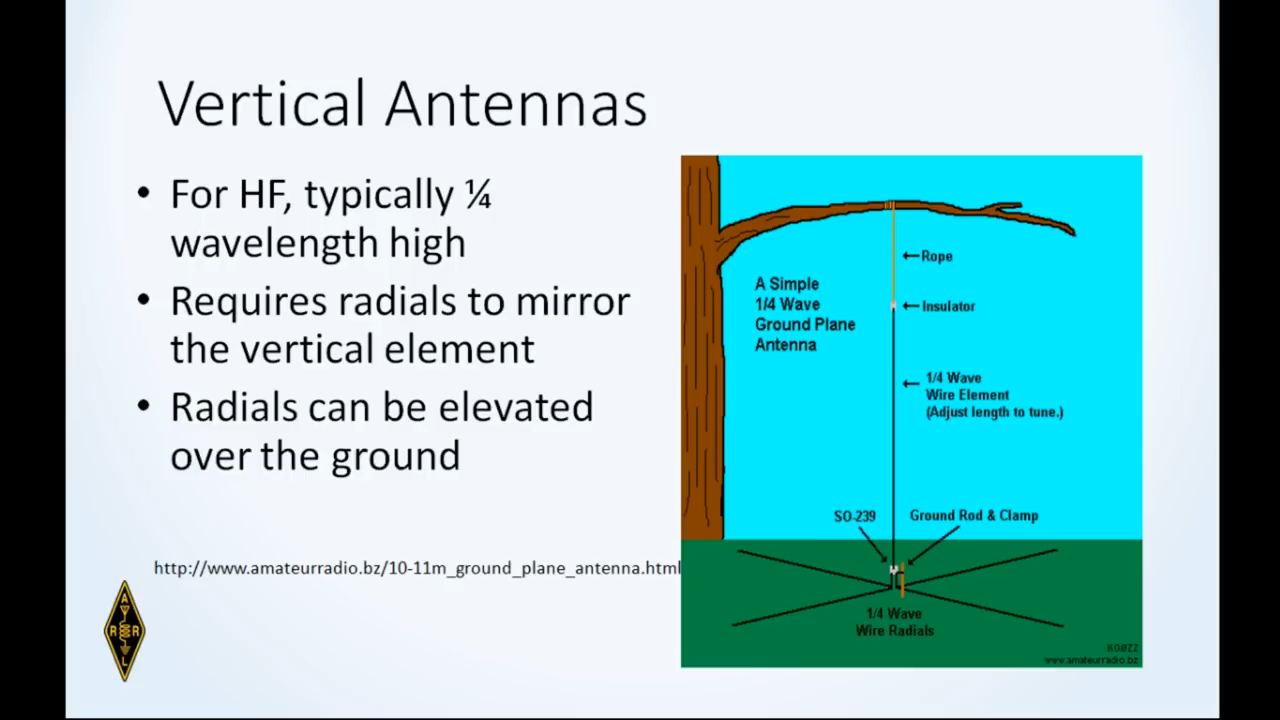 Vertical Antennas
• For HF, typically ¼
wavelength high
• Requires radials to mirror
the vertical element
• Radials can be elevated
over the ground
http://www.amateurradio.bz/10-11m_ground_plane_antenna.html
A
R R
L
Rope
Insulator
A Simple
1/4 Wave
Ground Plane
Antenna
1/4 Wave
Wire Element
(Adjust length to tune.)
SO-239
Ground Rod & Clamp
1/4 Wave
Wire Radials
KG0ZZ
www.amateurradio.bz